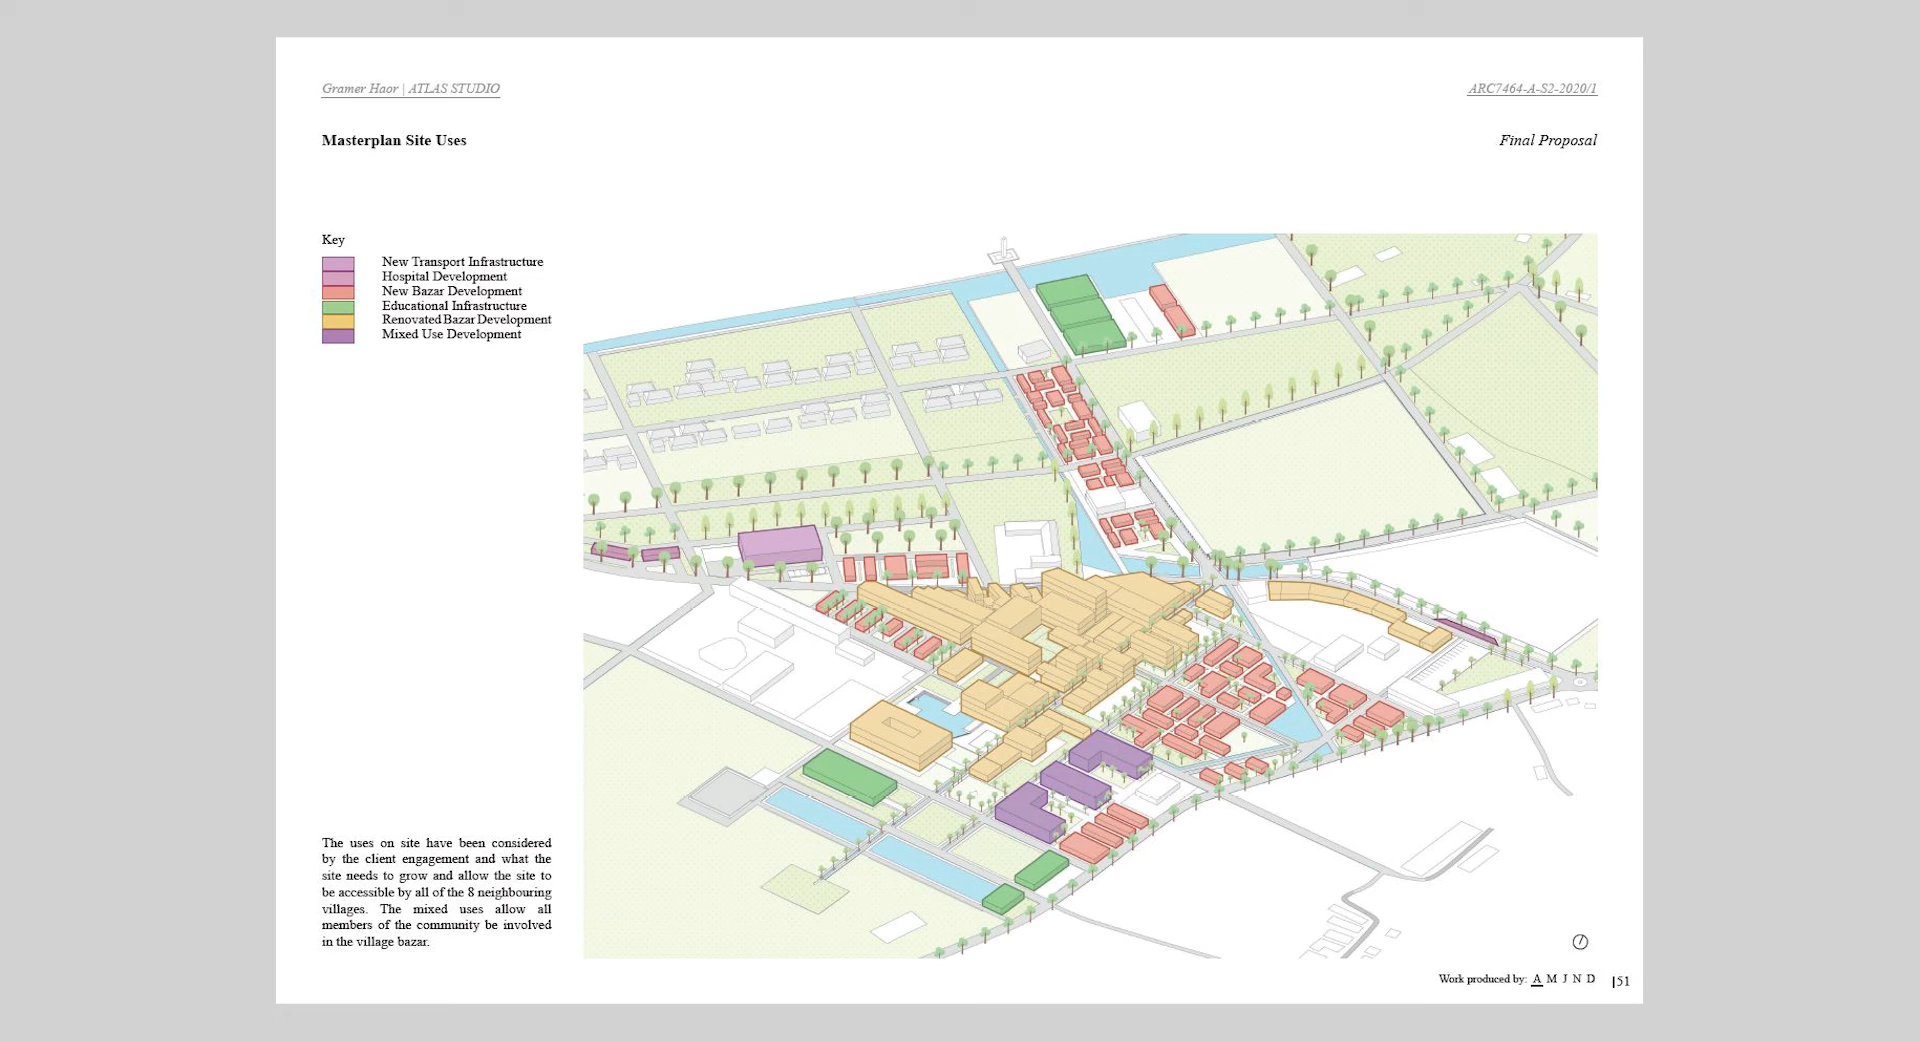 Gramer Haor | ATLAS STUDIO
ARC7464-A-S2-2020/1
Masterplan Site Uses
Final Proposal
Key
New Transport Infrastructure
Hospital Development
New Bazar Development
Educational Infrastructure
Renovated Bazar Development
Mixed Use Development
The uses on site have been considered
by the client engagement and what the
site needs to grow and allow the site to
be accessible by all of the 8 neighbouring
villages. The mixed uses allow all
members of the community be involved
in the village bazar.
Work produced by: A M J N D
|51